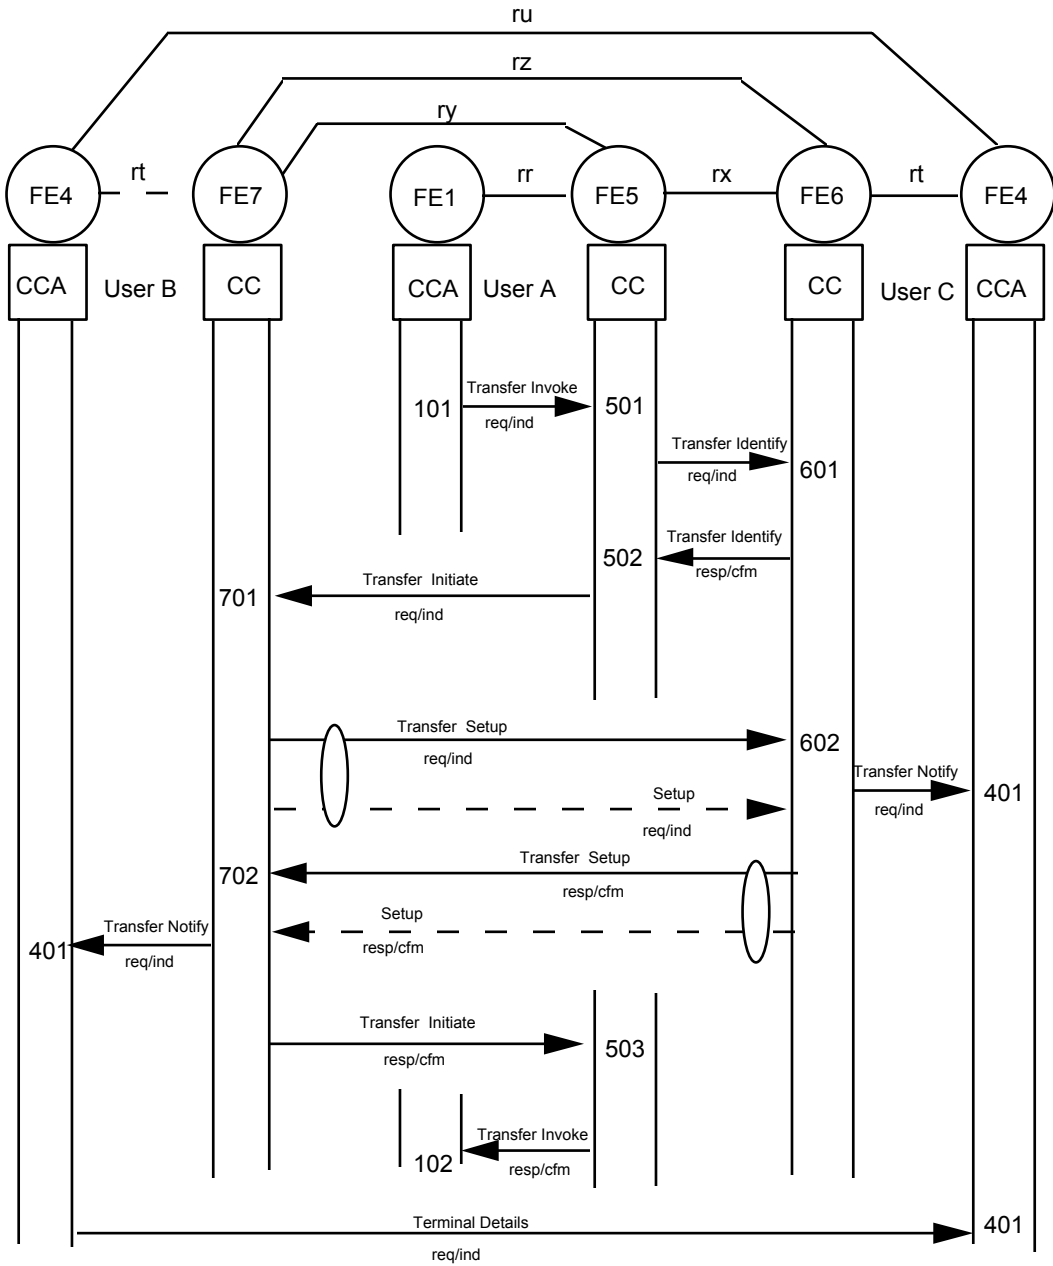 ru
rz
ry
rt
rr
rx
rt
FE4
FE7
FE1
FE5
FE6
FE4
CCA
User B
CC
CCA
User A
CC
CC
User C
CCA
Transfer Invoke
101
501
req/ind
Transfer Identify
601
req/ind
Transfer Identify
502
resp/cfm
Transfer Initiate
701
req/ind
Transfer Setup
602
req/ind
Transfer Notify
401
req/ind
Setup
req/ind
Transfer Setup
702
resp/cfm
Setup
resp/cfm
Transfer Notify
401
req/ind
Transfer Initiate
503
resp/cfm
Transfer Invoke
102
resp/cfm
Terminal Details
401
req/ind